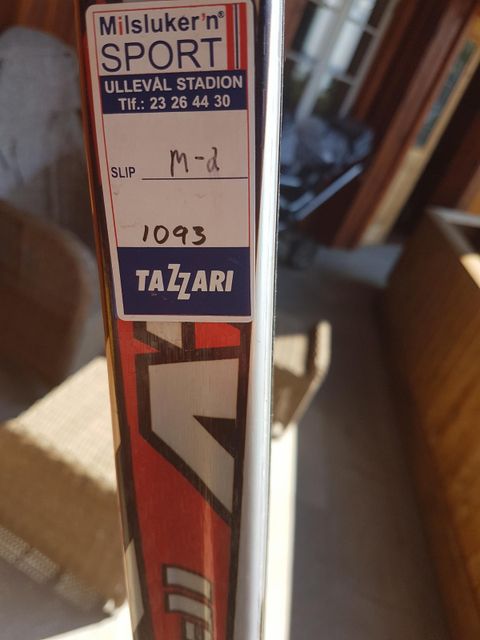 Milsluker'n®
SPORT
ULLEVÅL STADION
Tlf.: 23 26 44 30
SLIP M-2
1093
TAZZARI